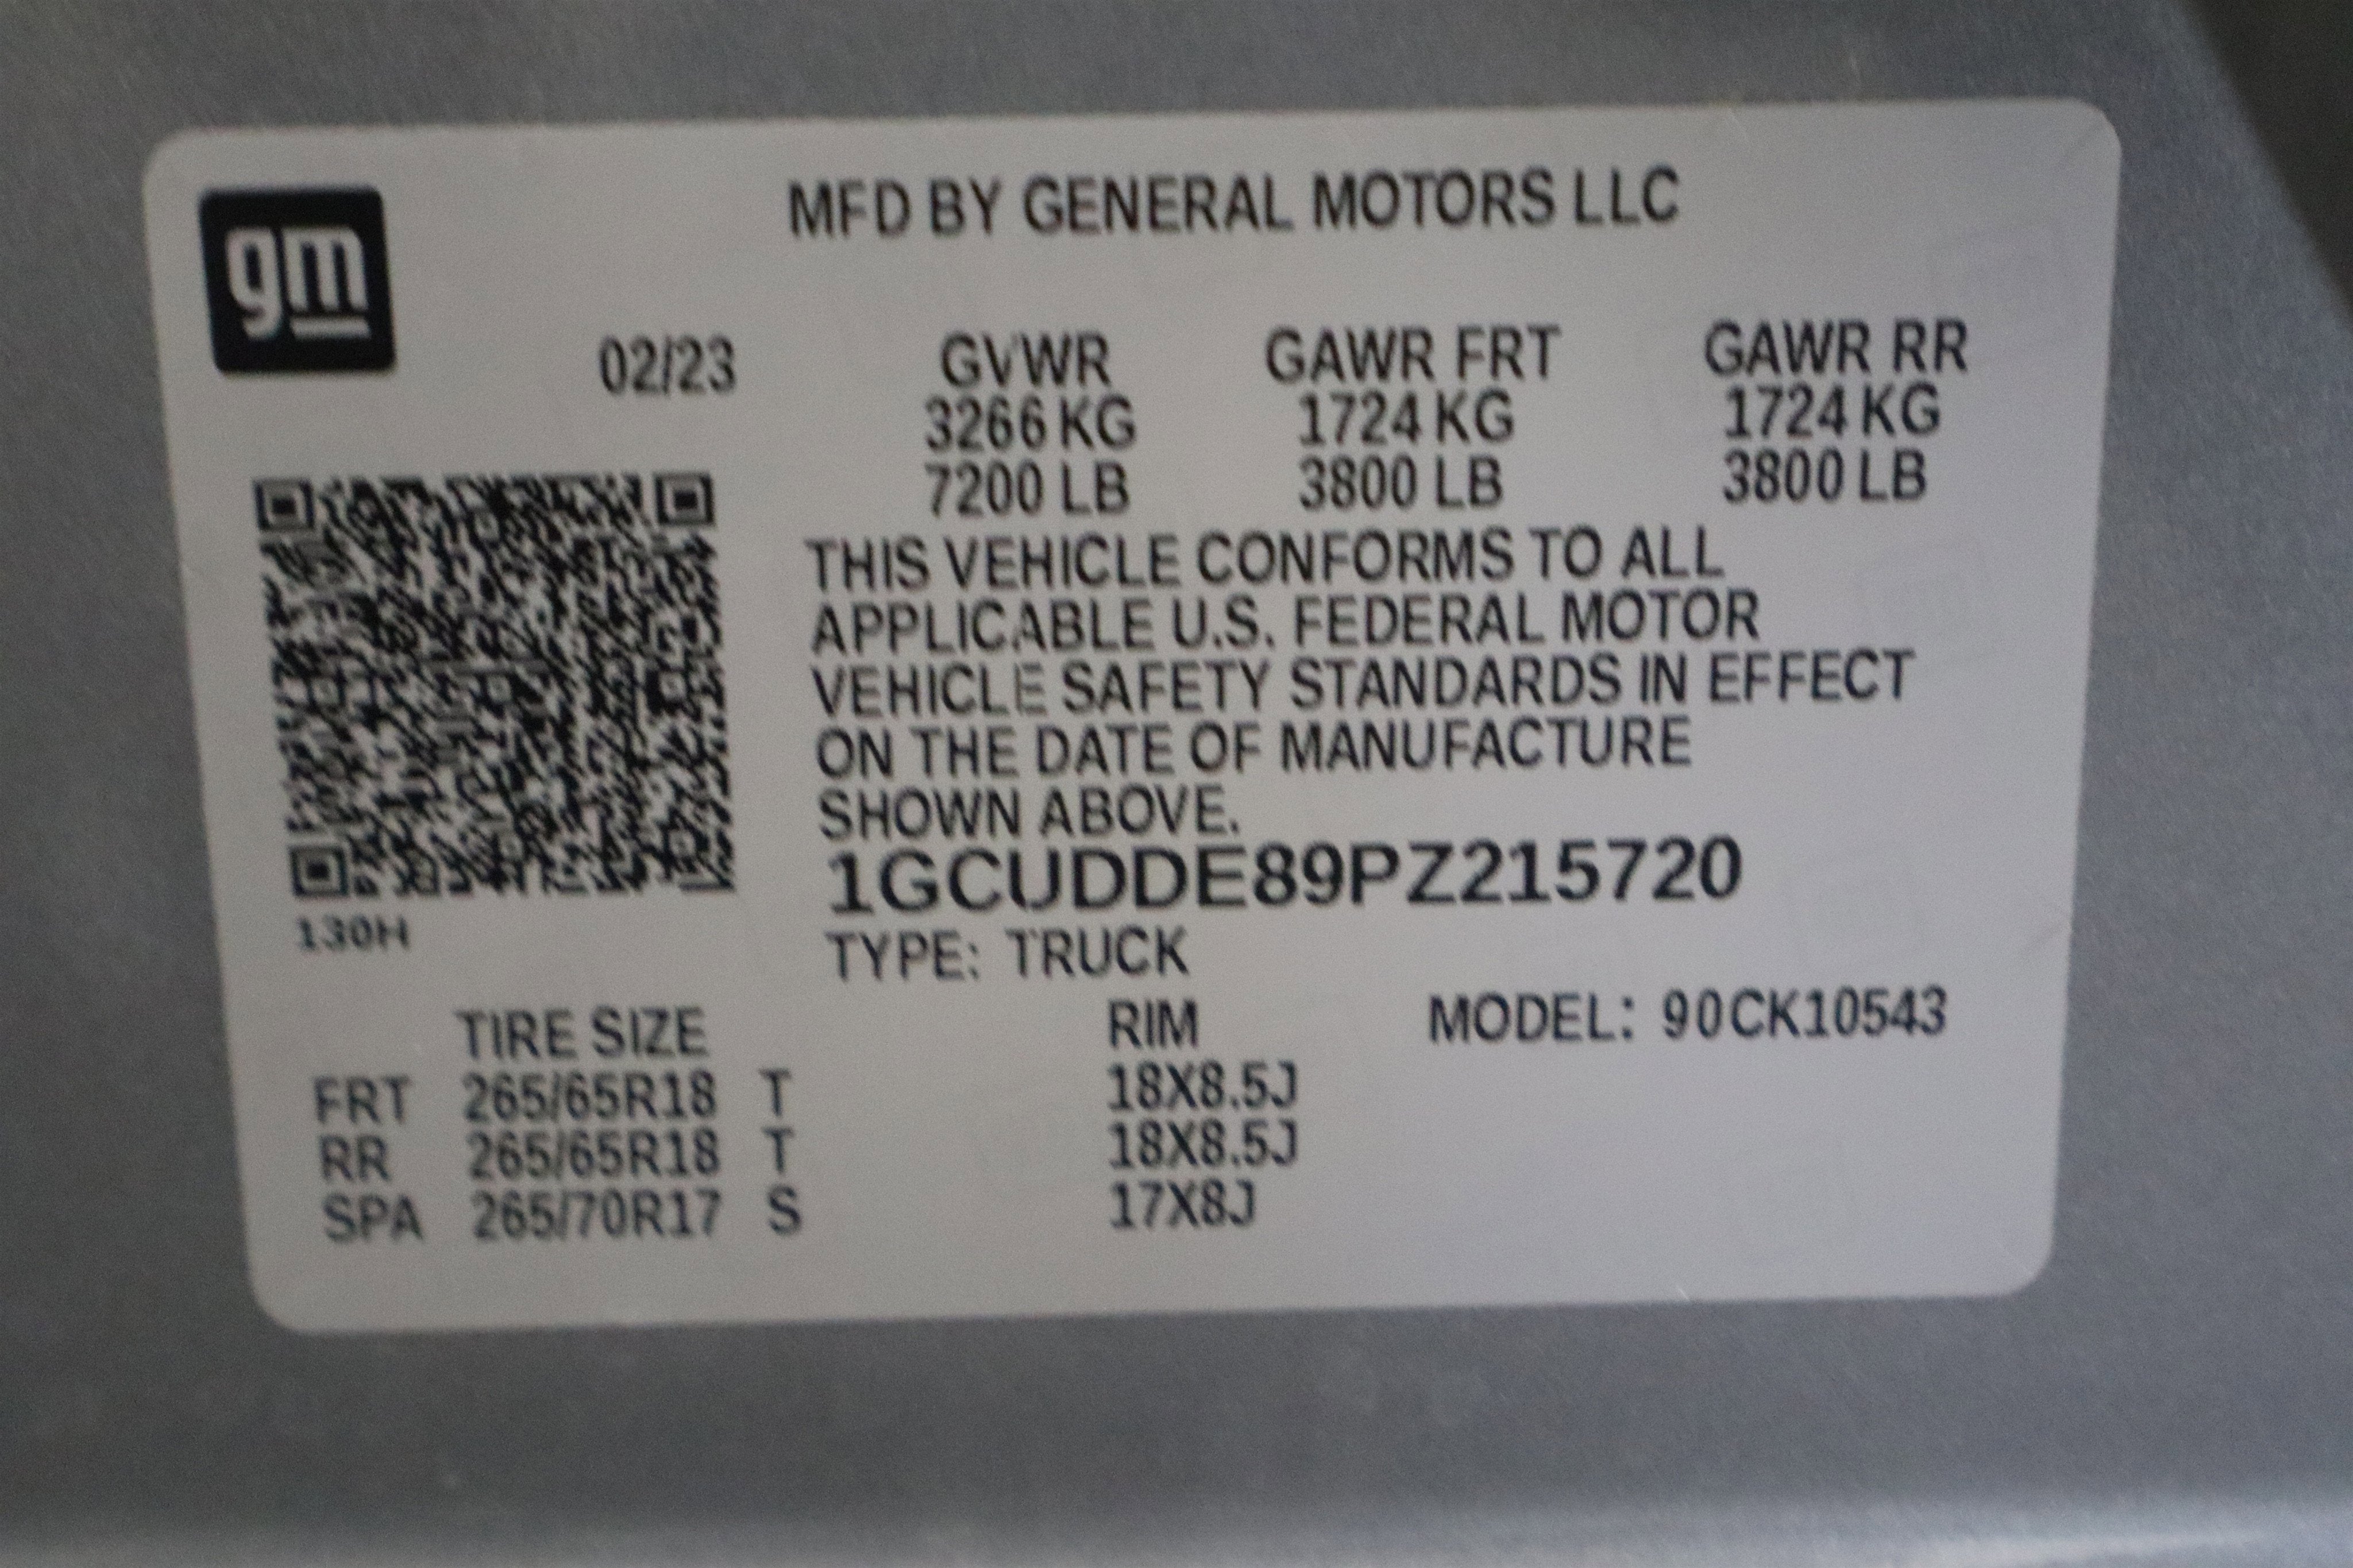 gm
MFD BY GENERAL MOTORS LLC
02/23 GVWR GAWR FRT GAWR RR
3266 KG 1724 KG 1724 KG
7200 LB 3800 LB 3800 LB
THIS VEHICLE CONFORMS TO ALL
APPLICABLE U.S. FEDERAL MOTOR
VEHICLE SAFETY STANDARDS IN EFFECT
ON THE DATE OF MANUFACTURE
SHOWN ABOVE.
1GCUDDE89PZ215720
130H
TYPE: TRUCK
TIRE SIZE RIM MODEL: 90CK10543
FRT 265/65R18 T 18X8.5J
RR 265/65R18 T 18X8.5J
SPA 265/70R17 S 17X8J